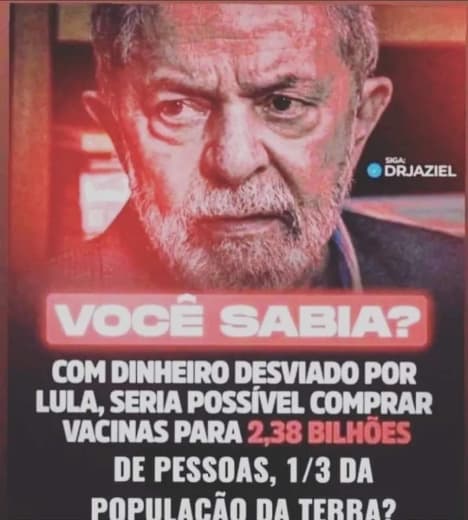 SIGA:
DRJAZIEL
VOCÊ SABIA?
COM DINHEIRO DESVIADO POR
LULA, SERIA POSSÍVEL COMPRAR
VACINAS PARA 2,38 BILHÕES
DE PESSOAS, 1/3 DA
POPULAÇÃO DA TERRA?